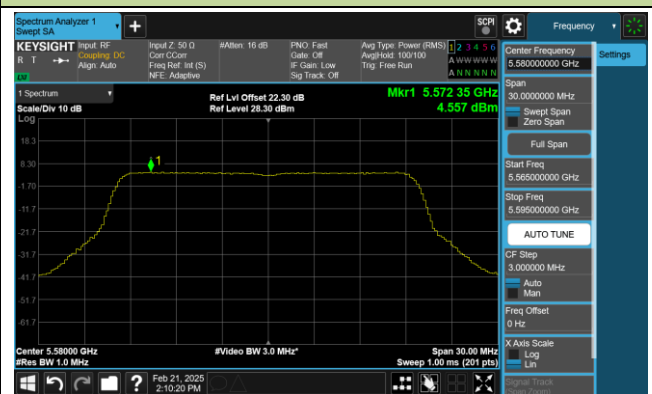 Spectrum Analyzer 1
Swept SA
+
SCPI
Frequency
KEYSIGHT
R T
LXI
Input: RF
Coupling: DC
Align: Auto
Input Z: 50 Ω
Corr CCorr
Freq Ref: Int (S)
NFE: Adaptive
#Atten: 16 dB
PNO: Fast
Gate: Off
IF Gain: Low
Sig Track: Off
Avg Type: Power (RMS)
Avg|Hold: 100/100
Trig: Free Run
1 2 3 4 5 6
A W W W W W
A N N N N N
1 Spectrum
Scale/Div 10 dB
Log
Ref Lvl Offset 22.30 dB
Ref Level 28.30 dBm
Mkr1 5.572 35 GHz
4.557 dBm
18.3
8.30
-1.70
-11.7
-21.7
-31.7
-41.7
-51.7
-61.7
1
Center 5.58000 GHz
#Res BW 1.0 MHz
#Video BW 3.0 MHz*
Span 30.00 MHz
Sweep 1.00 ms (201 pts)
Center Frequency
5.580000000 GHz
Settings
Span
30.0000000 MHz
Swept Span
Zero Span
Full Span
Start Freq
5.565000000 GHz
Stop Freq
5.595000000 GHz
AUTO TUNE
CF Step
3.000000 MHz
Auto
Man
Freq Offset
0 Hz
X Axis Scale
Log
Lin
Signal Track
(Span Zoom)
?
Feb 21, 2025
2:10:20 PM